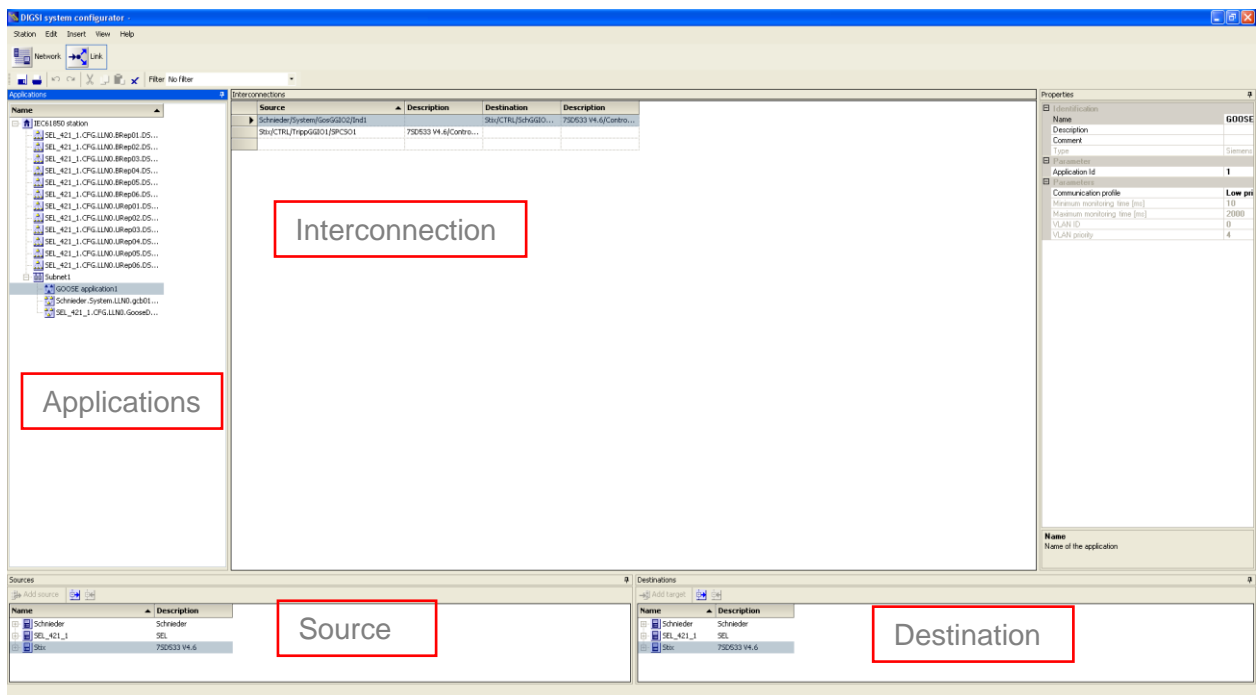 DIGSI system configurator -
Station Edit Insert View Help
Network Link
Filter No filter
Applications
Name
IEC61850 station
SEL_421_1.CFG.LLN0.BRep01.DS...
SEL_421_1.CFG.LLN0.BRep02.DS...
SEL_421_1.CFG.LLN0.BRep03.DS...
SEL_421_1.CFG.LLN0.BRep04.DS...
SEL_421_1.CFG.LLN0.BRep05.DS...
SEL_421_1.CFG.LLN0.BRep06.DS...
SEL_421_1.CFG.LLN0.URep01.DS...
SEL_421_1.CFG.LLN0.URep02.DS...
SEL_421_1.CFG.LLN0.URep03.DS...
SEL_421_1.CFG.LLN0.URep04.DS...
SEL_421_1.CFG.LLN0.URep05.DS...
SEL_421_1.CFG.LLN0.URep06.DS...
Subnet1
GOOSE application1
Schnieder.System.LLN0.gcb01...
SEL_421_1.CFG.LLN0.GooseD...
Applications
Interconnections
Source Description Destination Description
Schnieder/System/GosGGIO2/Ind1 Stix/CTRL/SchGGIO... 7SD533 V4.6/Contro...
Stix/CTRL/TrippGGIO1/SPCSO1 7SD533 V4.6/Contro...
Interconnection
Properties
Identification
Name GOOSE
Description
Comment
Type Siemens
Parameter
Application Id 1
Parameters
Communication profile Low pri
Minimum monitoring time [ms] 10
Maximum monitoring time [ms] 2000
VLAN ID 0
VLAN priority 4
Name
Name of the application
Sources
Add source
Name Description
Schnieder Schnieder
SEL_421_1 SEL
Stix 7SD533 V4.6
Source
Destinations
Add target
Name Description
Schnieder Schnieder
SEL_421_1 SEL
Stix 7SD533 V4.6
Destination